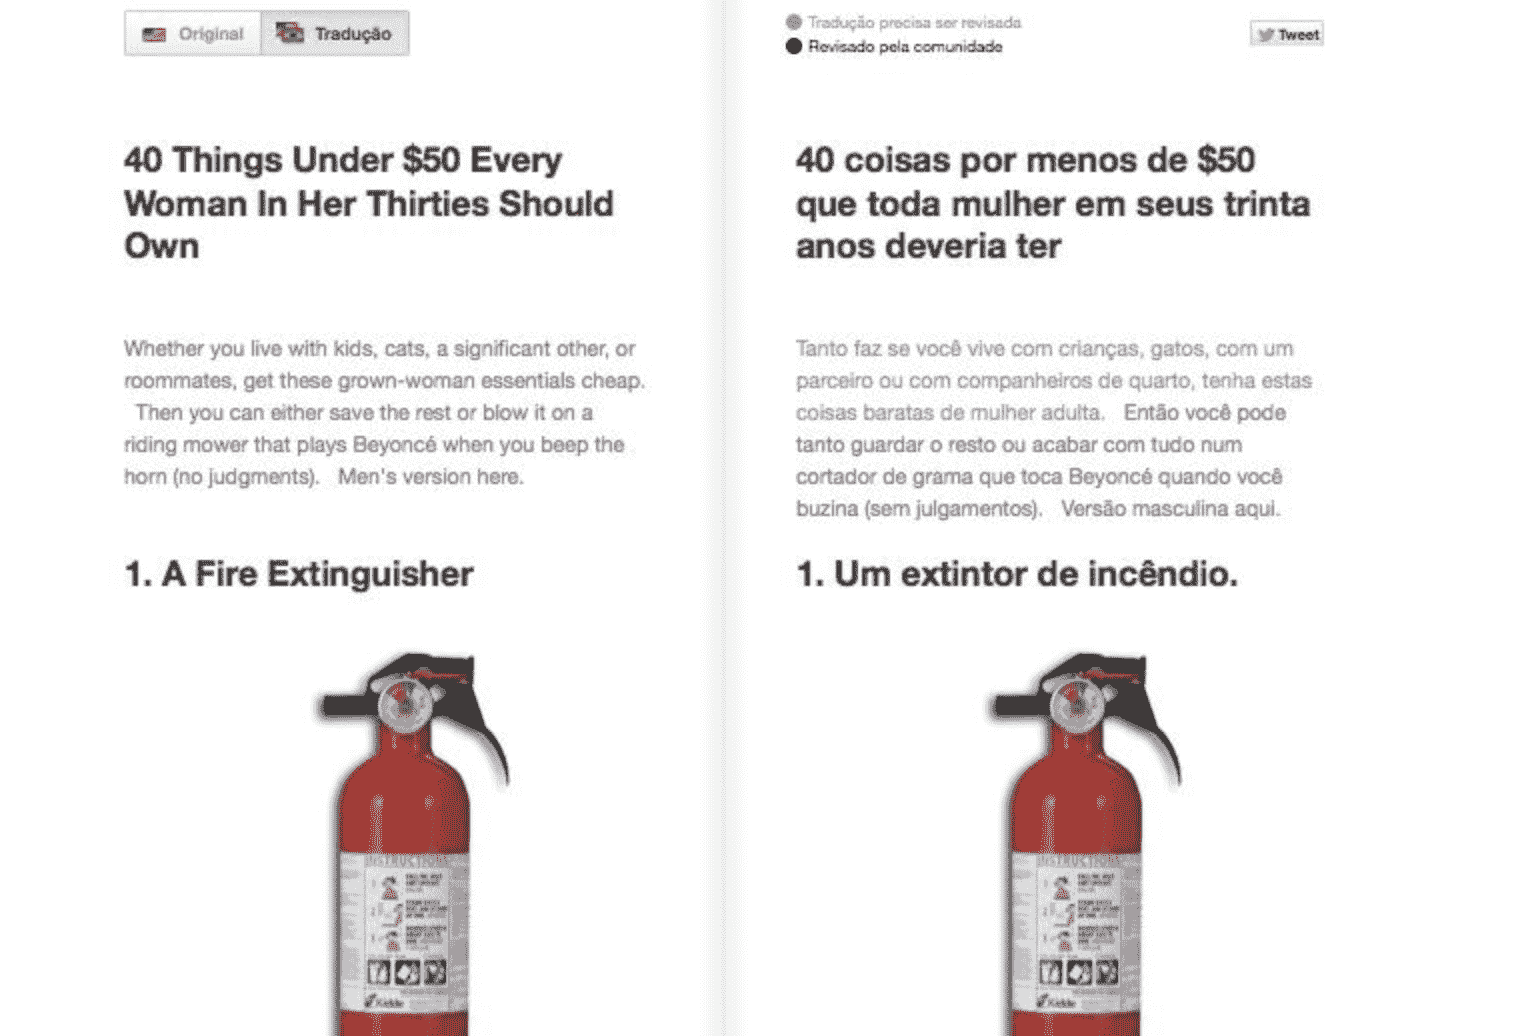 Original Tradução
40 Things Under $50 Every
Woman In Her Thirties Should
Own
Whether you live with kids, cats, a significant other, or
roommates, get these grown-woman essentials cheap.
Then you can either save the rest or blow it on a
riding mower that plays Beyoncé when you beep the
horn (no judgments). Men's version here.
1. A Fire Extinguisher
INSTRUCTIONS
Kidde
Tradução precisa ser revisada
Revisado pela comunidade
Tweet
40 coisas por menos de $50
que toda mulher em seus trinta
anos deveria ter
Tanto faz se você vive com crianças, gatos, com um
parceiro ou com companheiros de quarto, tenha estas
coisas baratas de mulher adulta. Então você pode
tanto guardar o resto ou acabar com tudo num
cortador de grama que toca Beyoncé quando você
buzina (sem julgamentos). Versão masculina aqui.
1. Um extintor de incêndio.
INSTRUCTIONS
Kidde